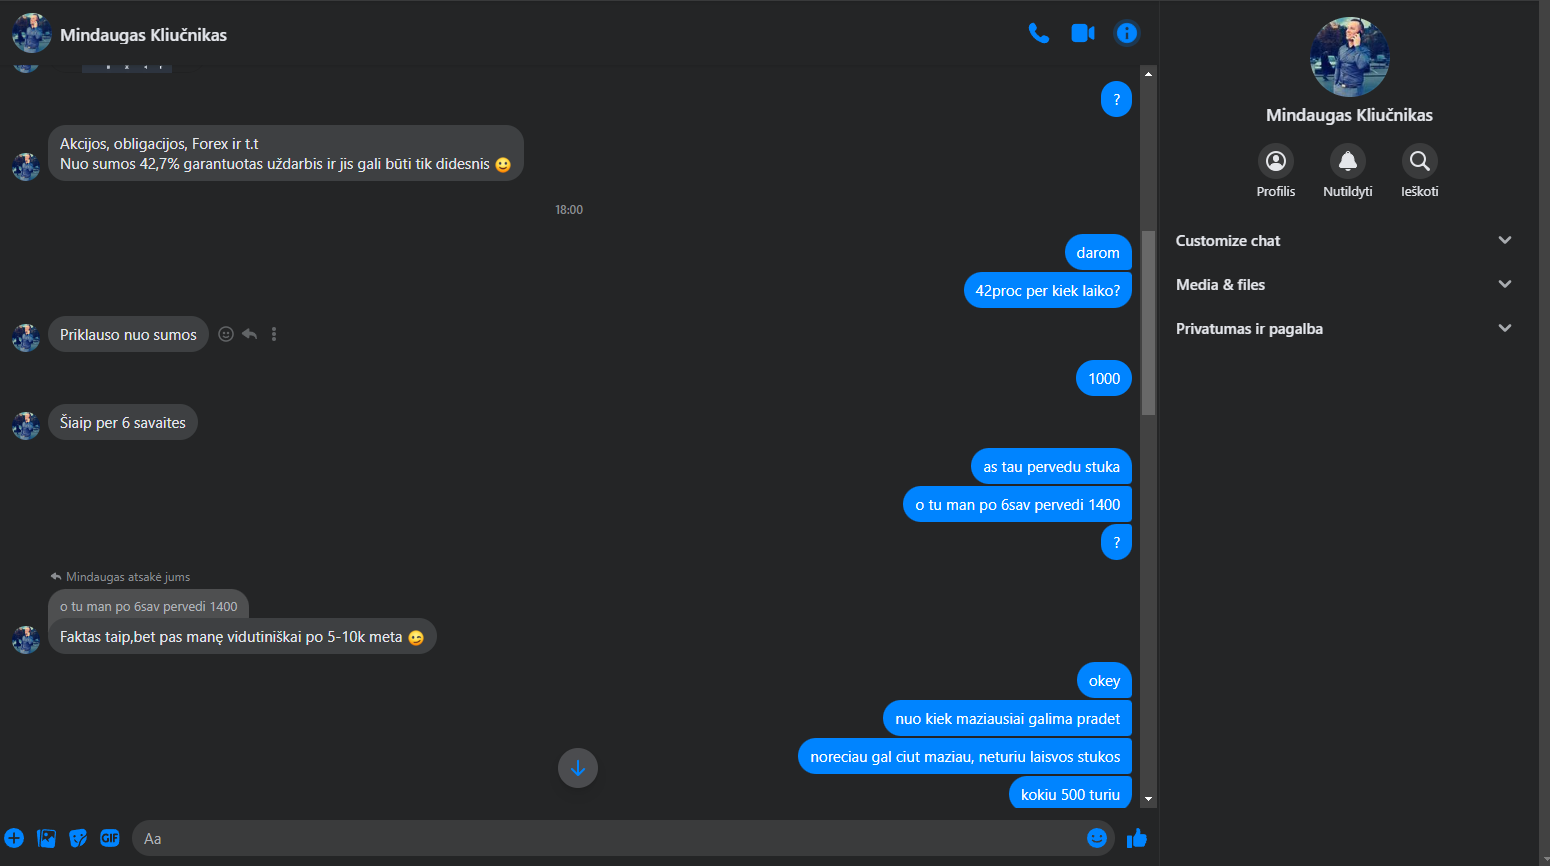 Mindaugas Kliučnikas
?
Akcijos, obligacijos, Forex ir t.t
Nuo sumos 42,7% garantuotas uždarbis ir jis gali būti tik didesnis 🙂
18:00
darom
42proc per kiek laiko?
Priklauso nuo sumos
1000
Šiaip per 6 savaites
as tau pervedu stuka
o tu man po 6sav pervedi 1400
?
Mindaugas atsakė jums
o tu man po 6sav pervedi 1400
Faktas taip,bet pas manę vidutiniškai po 5-10k meta 😉
okey
nuo kiek maziausiai galima pradet
noreciau gal ciut maziau, neturiu laisvos stukos
kokiu 500 turiu
GIF
Aa
Mindaugas Kliučnikas
Profilis
Nutildyti
Ieškoti
Customize chat
Media & files
Privatumas ir pagalba